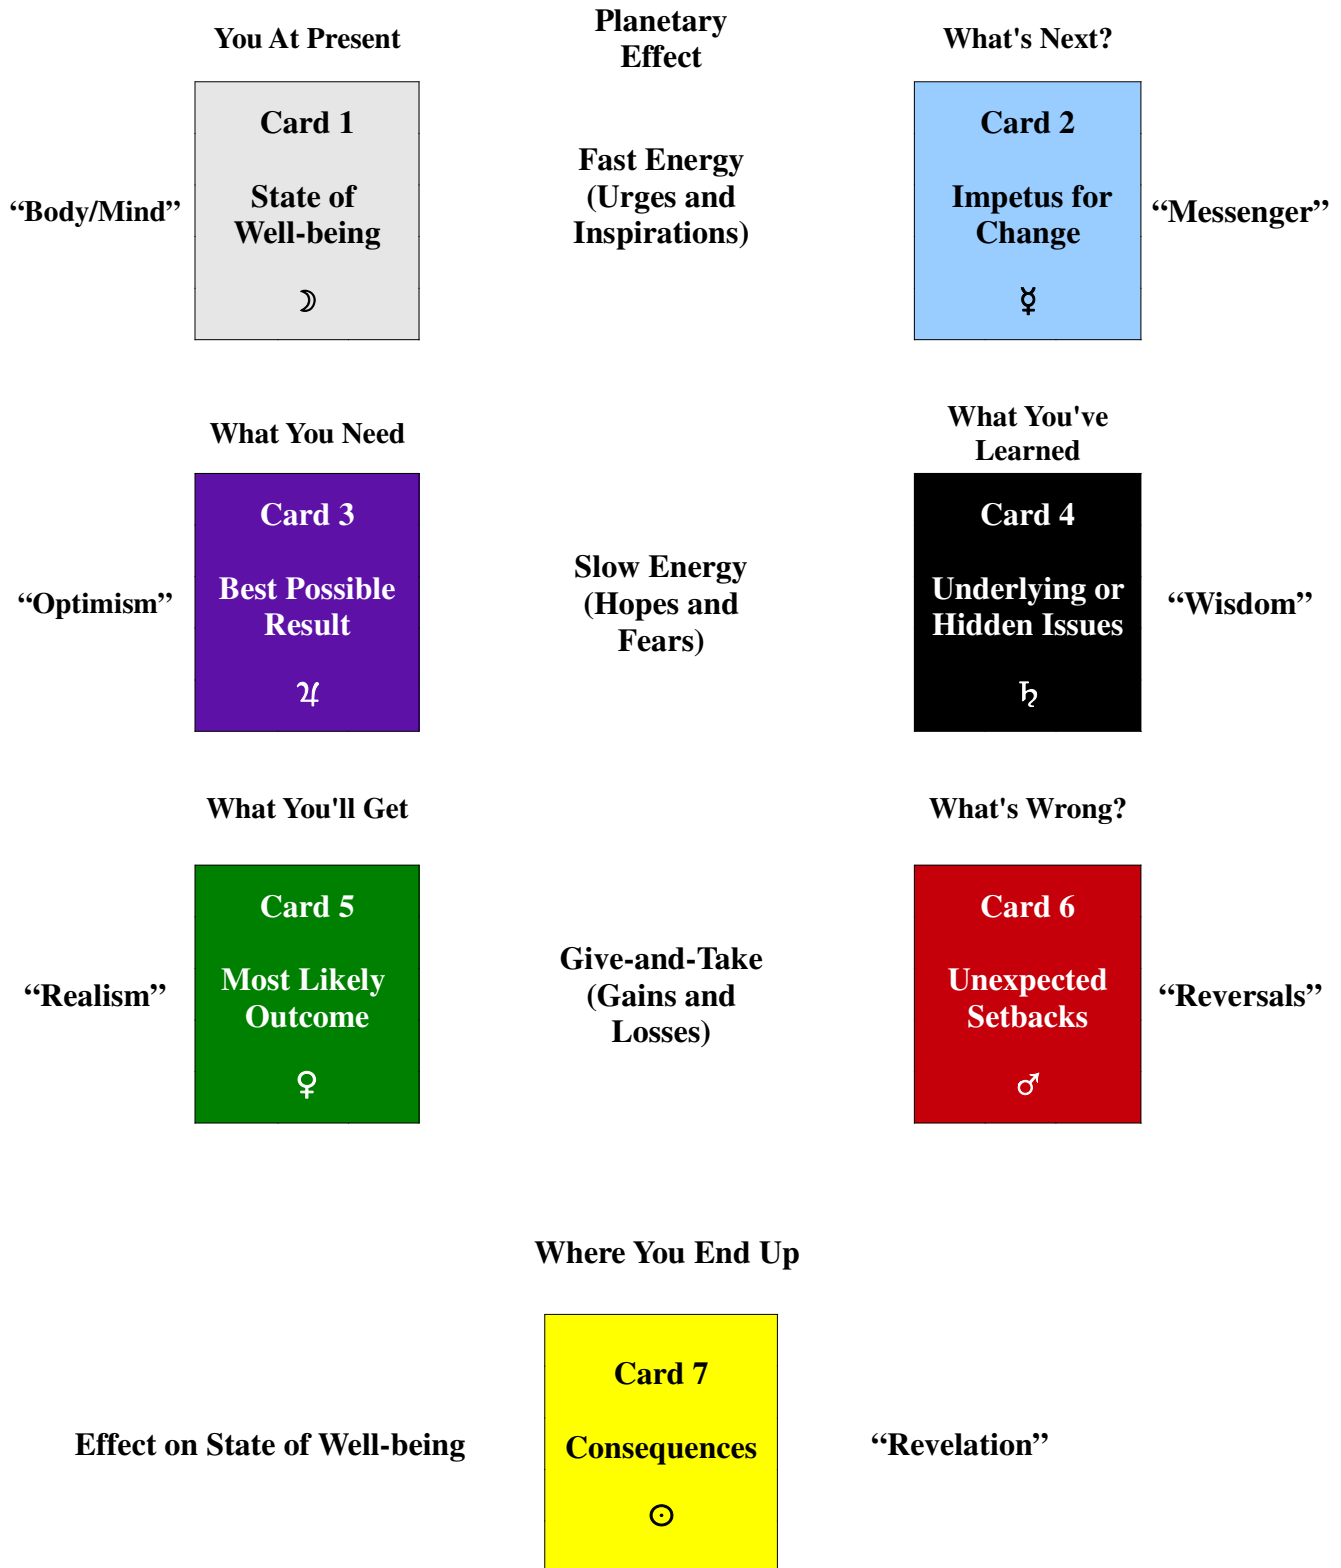 You At Present
Planetary
Effect
What's Next?
Card 1
State of
Well-being
☽
“Body/Mind”
Fast Energy
(Urges and
Inspirations)
Card 2
Impetus for
Change
☿
“Messenger”
What You Need
What You've
Learned
Card 3
Best Possible
Result
♃
“Optimism”
Slow Energy
(Hopes and
Fears)
Card 4
Underlying or
Hidden Issues
♄
“Wisdom”
What You'll Get
What's Wrong?
Card 5
Most Likely
Outcome
♀
“Realism”
Give-and-Take
(Gains and
Losses)
Card 6
Unexpected
Setbacks
♂
“Reversals”
Where You End Up
Card 7
Consequences
☉
Effect on State of Well-being
“Revelation”